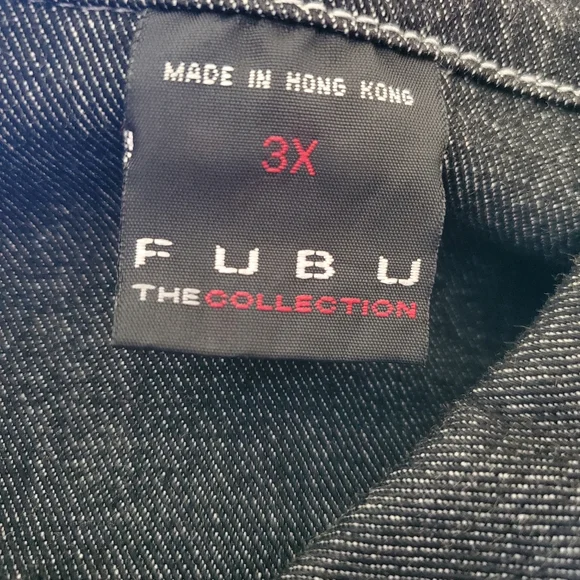 MADE IN HONG KONG
3X
FUBU
THE COLLECTION